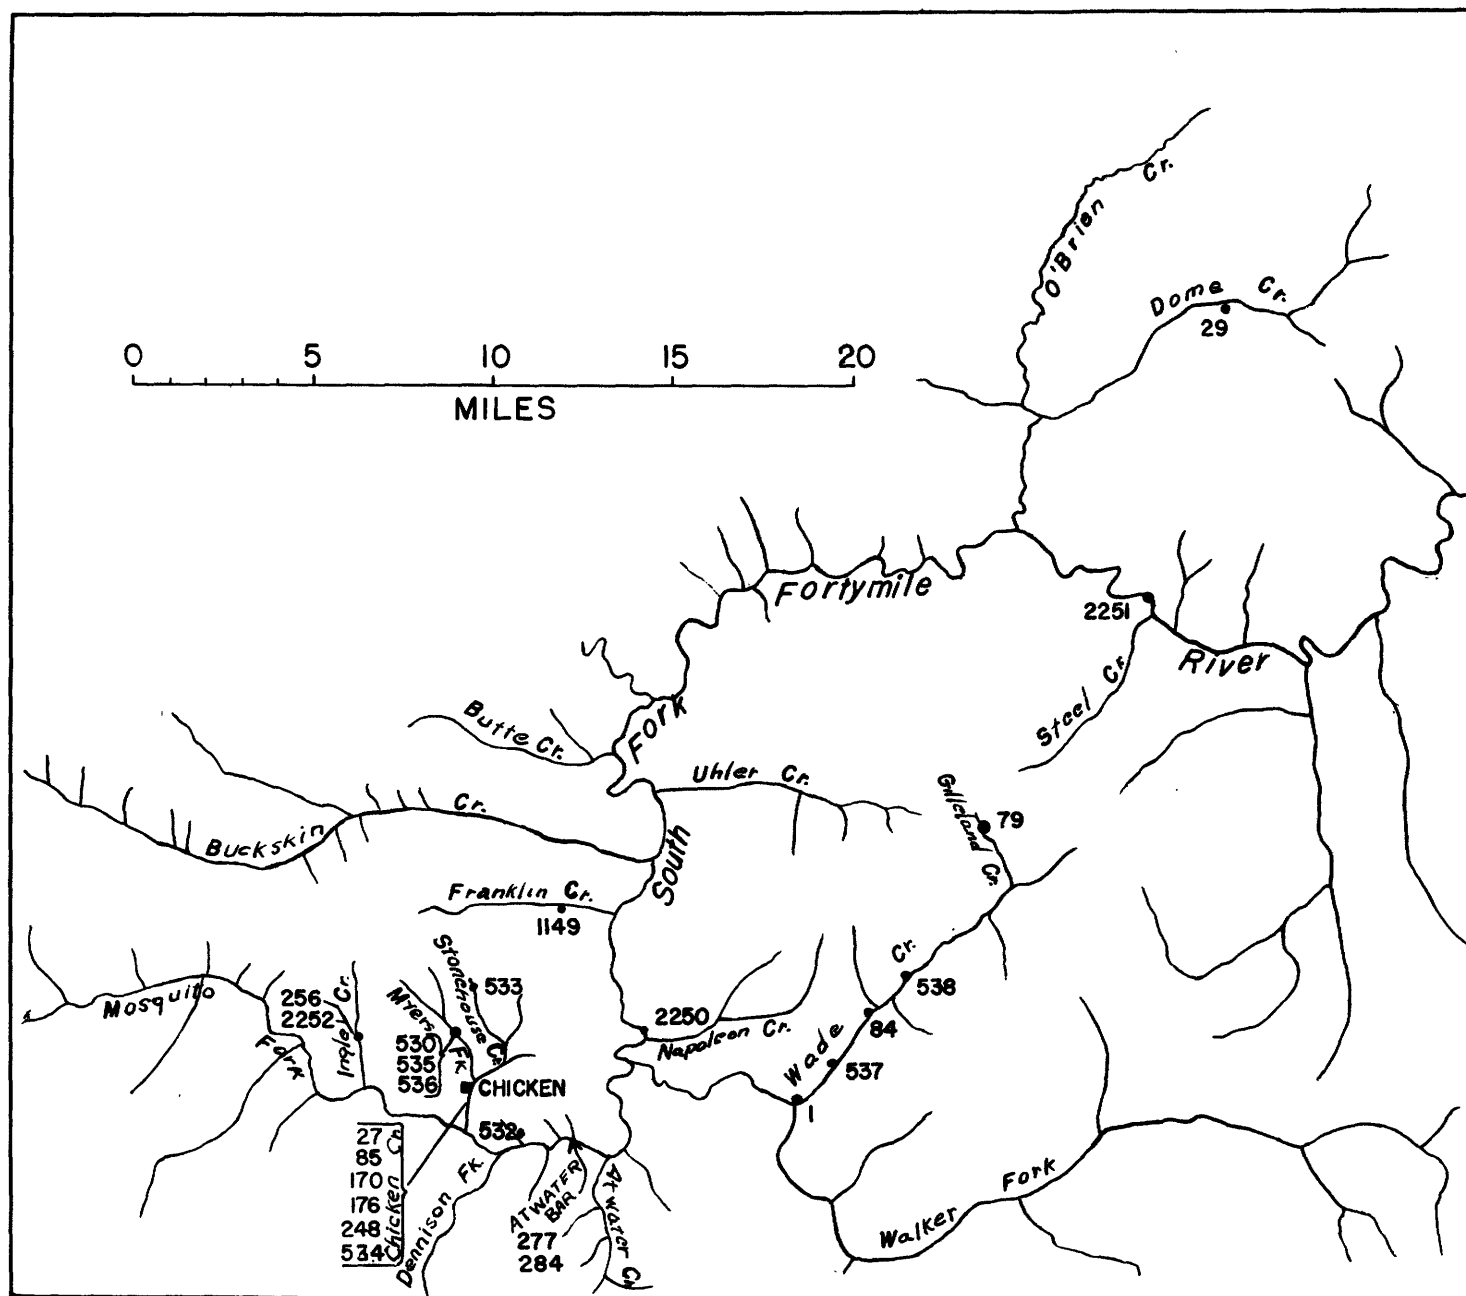 O'Brien Cr.
Dome Cr.
29
0 5 10 15 20
MILES
Fortymile
2251
River
Steel Cr.
Fork
Butte Cr.
Uhler Cr.
Gilleland Cr.
79
Buckskin Cr.
South
Franklin Cr.
1149
Mosquito
Fork
256
2252
Ingle Cr.
Myers
Fk.
Stonehouse Cr.
533
530
535
536
CHICKEN
2250
Napoleon Cr.
Wade Cr.
538
84
537
1
532
27
85
170
176
248
534
Chicken Cr.
Dennison Fk.
ATWATER
BAR
277
284
Atwater Cr.
Walker Fork